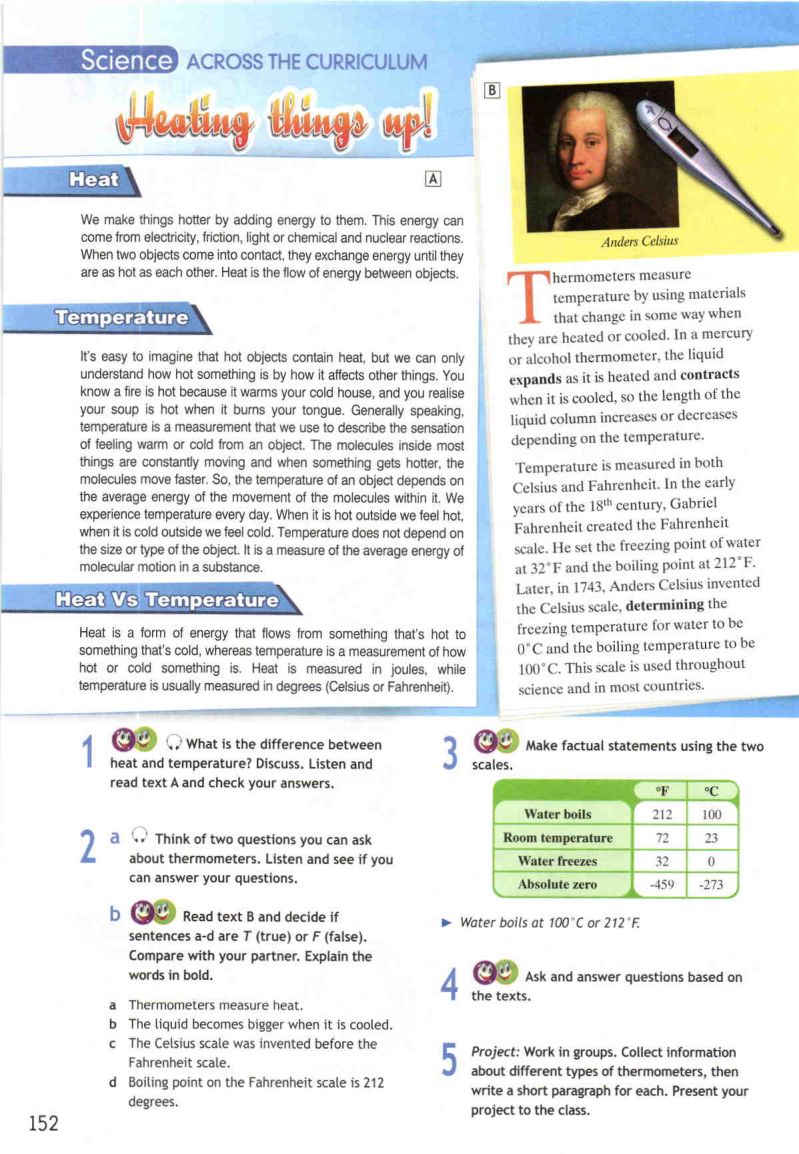 Science ACROSS THE CURRICULUM
Heating things up!
Heat
A
We make things hotter by adding energy to them. This energy can
come from electricity, friction, light or chemical and nuclear reactions.
When two objects come into contact, they exchange energy until they
are as hot as each other. Heat is the flow of energy between objects.
Temperature
It's easy to imagine that hot objects contain heat, but we can only
understand how hot something is by how it affects other things. You
know a fire is hot because it warms your cold house, and you realise
your soup is hot when it burns your tongue. Generally speaking,
temperature is a measurement that we use to describe the sensation
of feeling warm or cold from an object. The molecules inside most
things are constantly moving and when something gets hotter, the
molecules move faster. So, the temperature of an object depends on
the average energy of the movement of the molecules within it. We
experience temperature every day. When it is hot outside we feel hot,
when it is cold outside we feel cold. Temperature does not depend on
the size or type of the object. It is a measure of the average energy of
molecular motion in a substance.
Heat Vs Temperature
Heat is a form of energy that flows from something that's hot to
something that's cold, whereas temperature is a measurement of how
hot or cold something is. Heat is measured in joules, while
temperature is usually measured in degrees (Celsius or Fahrenheit).
B
Anders Celsius
Thermometers measure
temperature by using materials
that change in some way when
they are heated or cooled. In a mercury
or alcohol thermometer, the liquid
expands as it is heated and contracts
when it is cooled, so the length of the
liquid column increases or decreases
depending on the temperature.
Temperature is measured in both
Celsius and Fahrenheit. In the early
years of the 18th century, Gabriel
Fahrenheit created the Fahrenheit
scale. He set the freezing point of water
at 32°F and the boiling point at 212°F.
Later, in 1743, Anders Celsius invented
the Celsius scale, determining the
freezing temperature for water to be
0°C and the boiling temperature to be
100°C. This scale is used throughout
science and in most countries.
1 What is the difference between
heat and temperature? Discuss. Listen and
read text A and check your answers.
2 a Think of two questions you can ask
about thermometers. Listen and see if you
can answer your questions.
b Read text B and decide if
sentences a-d are T (true) or F (false).
Compare with your partner. Explain the
words in bold.
a Thermometers measure heat.
b The liquid becomes bigger when it is cooled.
c The Celsius scale was invented before the
Fahrenheit scale.
d Boiling point on the Fahrenheit scale is 212
degrees.
3 Make factual statements using the two
scales.
°F °C
Water boils 212 100
Room temperature 72 23
Water freezes 32 0
Absolute zero -459 -273
► Water boils at 100°C or 212°F.
4 Ask and answer questions based on
the texts.
5 Project: Work in groups. Collect information
about different types of thermometers, then
write a short paragraph for each. Present your
project to the class.
152